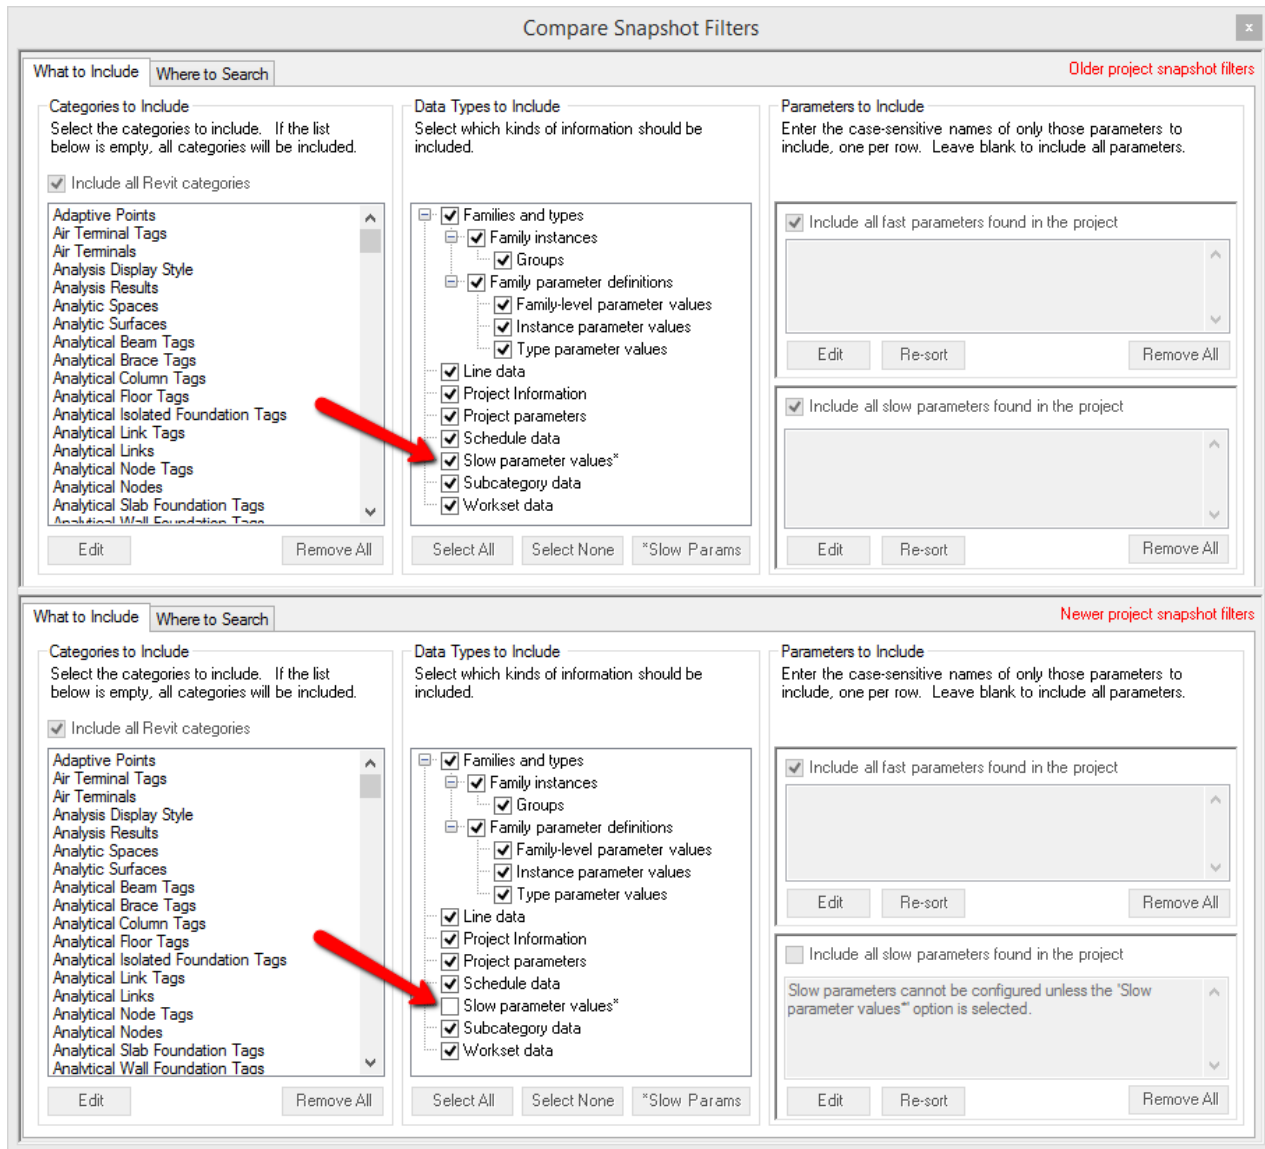 Compare Snapshot Filters
x
What to Include
Where to Search
Older project snapshot filters
Categories to Include
Select the categories to include. If the list
below is empty, all categories will be included.
Include all Revit categories
Adaptive Points
Air Terminal Tags
Air Terminals
Analysis Display Style
Analysis Results
Analytic Spaces
Analytic Surfaces
Analytical Beam Tags
Analytical Brace Tags
Analytical Column Tags
Analytical Floor Tags
Analytical Isolated Foundation Tags
Analytical Link Tags
Analytical Links
Analytical Node Tags
Analytical Nodes
Analytical Slab Foundation Tags
Analytical Wall Foundation Tags
Edit
Remove All
Data Types to Include
Select which kinds of information should be
included.
Families and types
Family instances
Groups
Family parameter definitions
Family-level parameter values
Instance parameter values
Type parameter values
Line data
Project Information
Project parameters
Schedule data
Slow parameter values*
Subcategory data
Workset data
Select All
Select None
*Slow Params
Parameters to Include
Enter the case-sensitive names of only those parameters to
include, one per row. Leave blank to include all parameters.
Include all fast parameters found in the project
Edit
Re-sort
Remove All
Include all slow parameters found in the project
Edit
Re-sort
Remove All
What to Include
Where to Search
Newer project snapshot filters
Categories to Include
Select the categories to include. If the list
below is empty, all categories will be included.
Include all Revit categories
Adaptive Points
Air Terminal Tags
Air Terminals
Analysis Display Style
Analysis Results
Analytic Spaces
Analytic Surfaces
Analytical Beam Tags
Analytical Brace Tags
Analytical Column Tags
Analytical Floor Tags
Analytical Isolated Foundation Tags
Analytical Link Tags
Analytical Links
Analytical Node Tags
Analytical Nodes
Analytical Slab Foundation Tags
Analytical Wall Foundation Tags
Edit
Remove All
Data Types to Include
Select which kinds of information should be
included.
Families and types
Family instances
Groups
Family parameter definitions
Family-level parameter values
Instance parameter values
Type parameter values
Line data
Project Information
Project parameters
Schedule data
Slow parameter values*
Subcategory data
Workset data
Select All
Select None
*Slow Params
Parameters to Include
Enter the case-sensitive names of only those parameters to
include, one per row. Leave blank to include all parameters.
Include all fast parameters found in the project
Edit
Re-sort
Remove All
Include all slow parameters found in the project
Slow parameters cannot be configured unless the 'Slow
parameter values*' option is selected.
Edit
Re-sort
Remove All